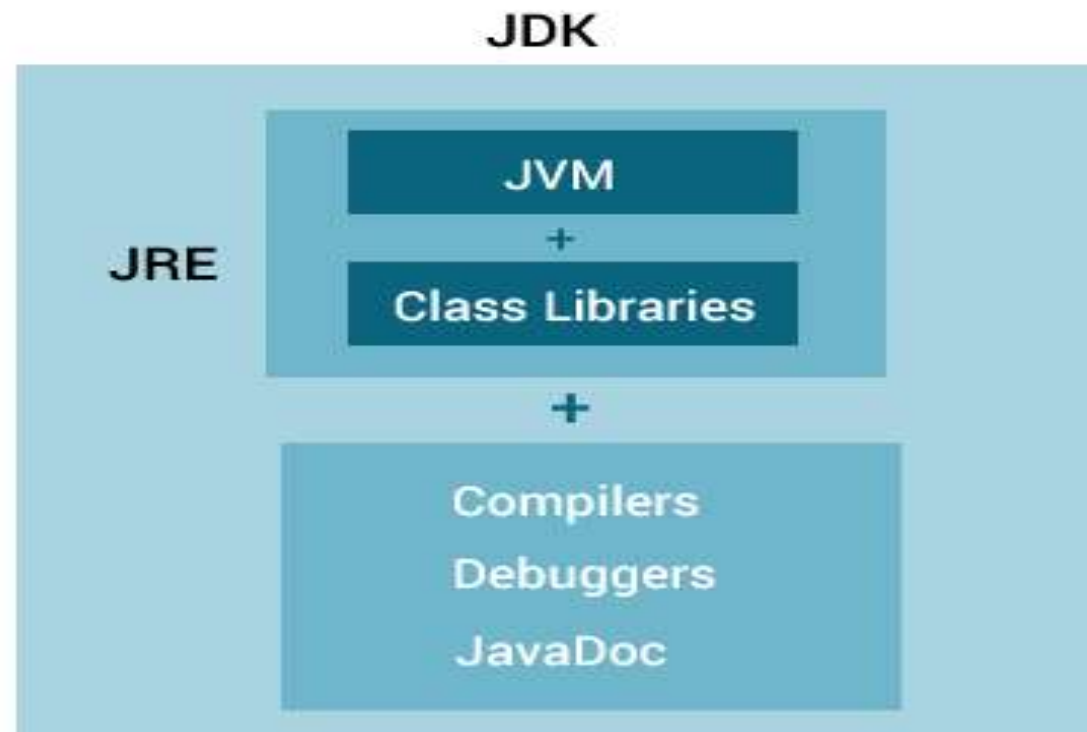 JDK
JVM
+
JRE
Class Libraries
+
Compilers
Debuggers
JavaDoc